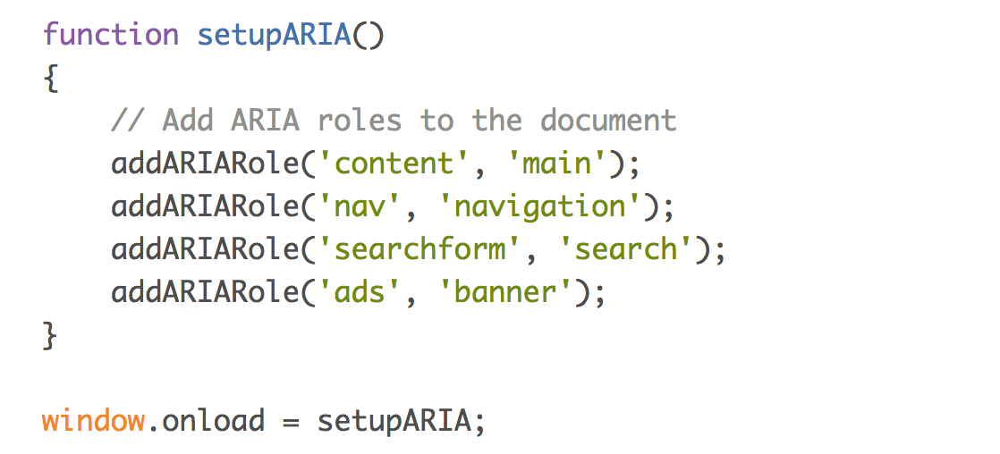 function setupARIA()
{
    // Add ARIA roles to the document
    addARIARole('content', 'main');
    addARIARole('nav', 'navigation');
    addARIARole('searchform', 'search');
    addARIARole('ads', 'banner');
}

window.onload = setupARIA;